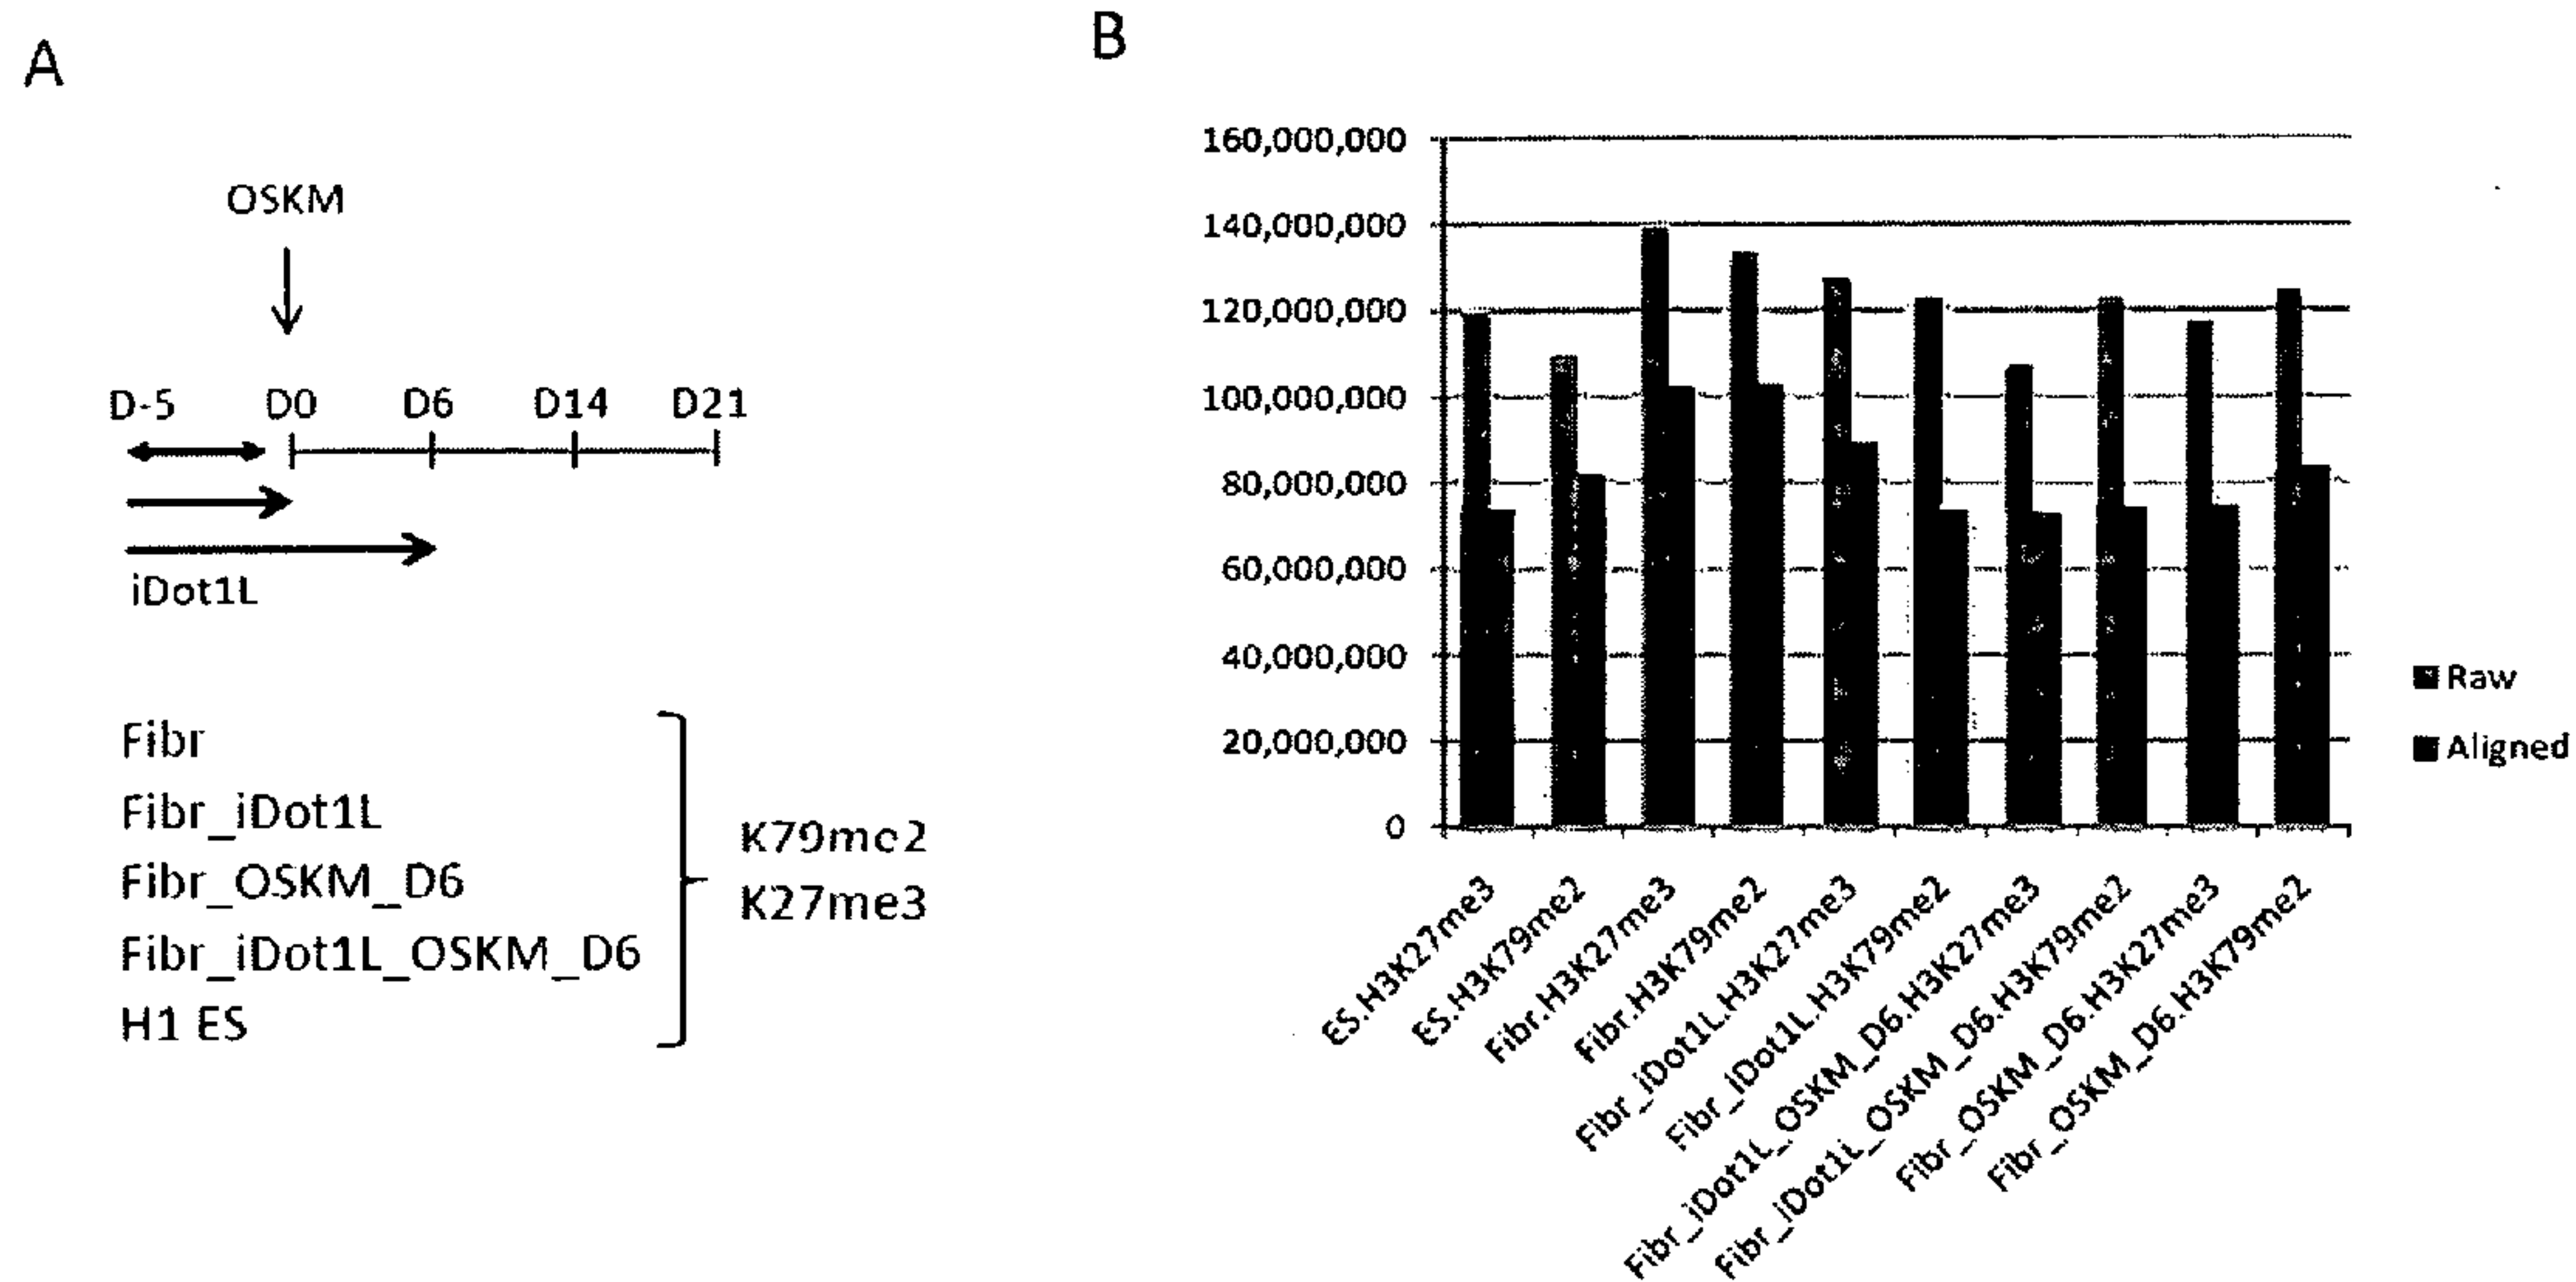 A
OSKM
D-5 D0 D6 D14 D21
iDot1L
Fibr
Fibr_iDot1L
Fibr_OSKM_D6
Fibr_iDot1L_OSKM_D6
H1 ES
K79me2
K27me3
B
160,000,000
140,000,000
120,000,000
100,000,000
80,000,000
60,000,000
40,000,000
20,000,000
0
Raw
Aligned
ES.H3K27me3
ES.H3K79me2
Fibr.H3K27me3
Fibr.H3K79me2
Fibr_iDot1L.H3K27me3
Fibr_iDot1L.H3K79me2
Fibr_iDot1L_OSKM_D6.H3K27me3
Fibr_iDot1L_OSKM_D6.H3K79me2
Fibr_OSKM_D6.H3K27me3
Fibr_OSKM_D6.H3K79me2